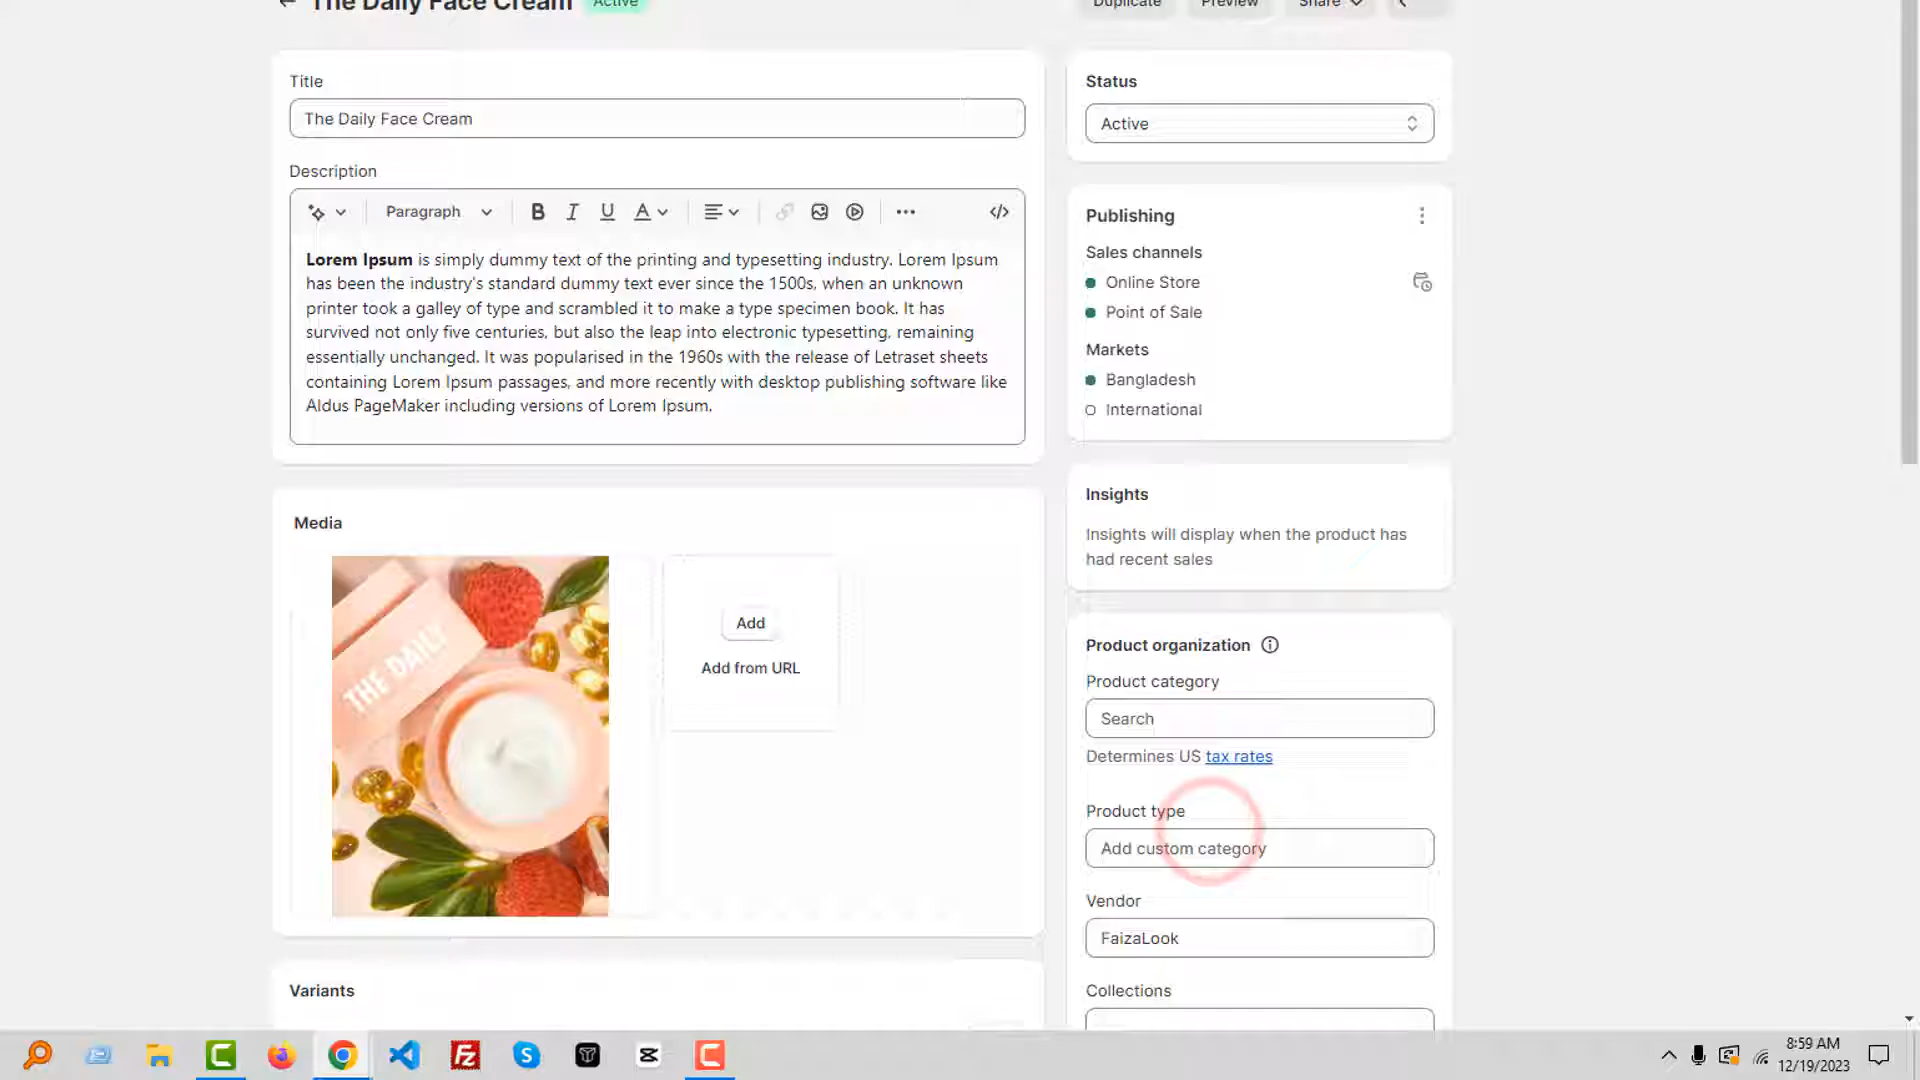 The Daily Face Cream
Active
Duplicate
Preview
Share
Title
The Daily Face Cream
Description
Paragraph
B I U A
Lorem Ipsum is simply dummy text of the printing and typesetting industry. Lorem Ipsum
has been the industry's standard dummy text ever since the 1500s, when an unknown
printer took a galley of type and scrambled it to make a type specimen book. It has
survived not only five centuries, but also the leap into electronic typesetting, remaining
essentially unchanged. It was popularised in the 1960s with the release of Letraset sheets
containing Lorem Ipsum passages, and more recently with desktop publishing software like
Aldus PageMaker including versions of Lorem Ipsum.
Media
THE DAILY
Add
Add from URL
Variants
Status
Active
Publishing
Sales channels
Online Store
Point of Sale
Markets
Bangladesh
International
Insights
Insights will display when the product has
had recent sales
Product organization
Product category
Search
Determines US tax rates
Product type
Add custom category
Vendor
FaizaLook
Collections
8:59 AM
12/19/2023